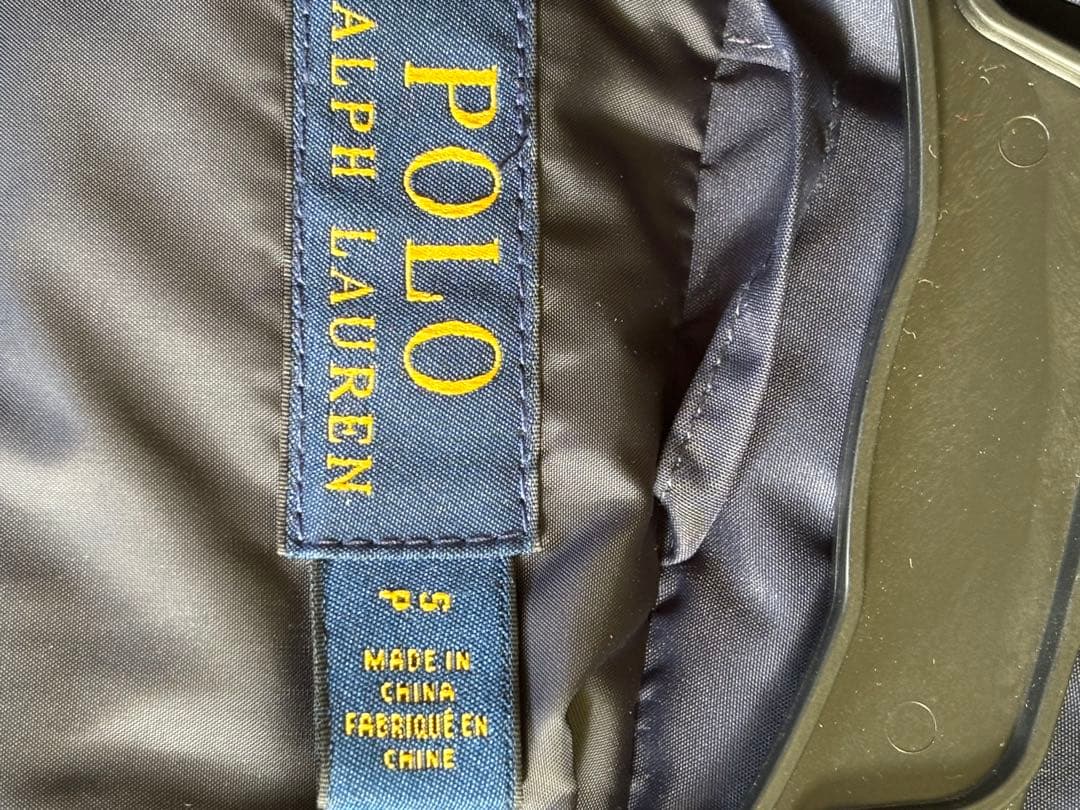 POLO
ALPH LAUREN
S
P
MADE IN
CHINA
FABRIQUÉ EN
CHINE